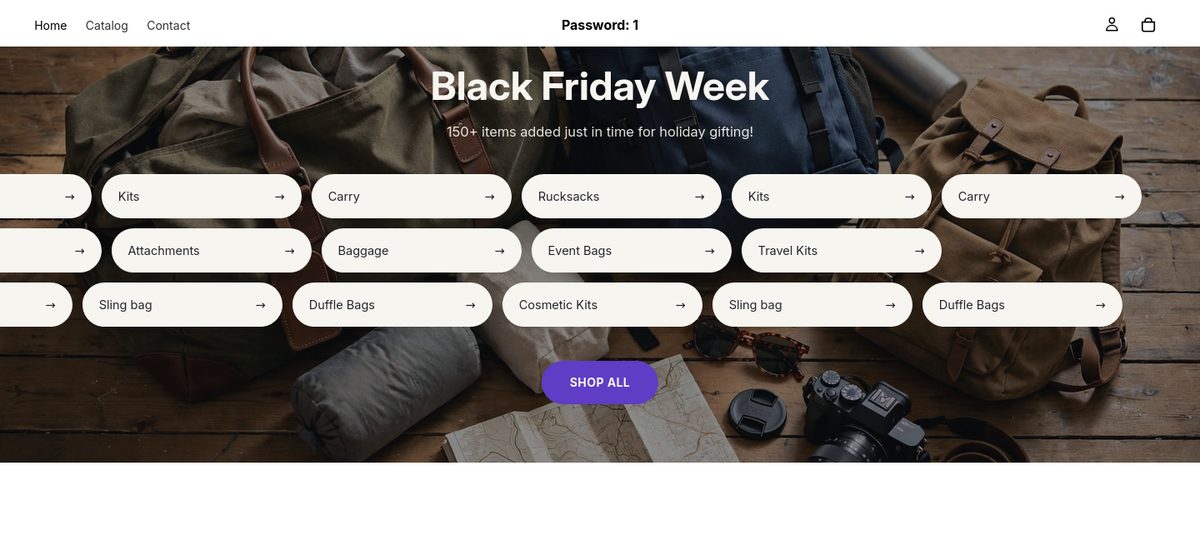 Home Catalog Contact Password: 1
Black Friday Week
150+ items added just in time for holiday gifting!
→ Kits → Carry → Rucksacks → Kits → Carry →
→ Attachments → Baggage → Event Bags → Travel Kits →
→ Sling bag → Duffle Bags → Cosmetic Kits → Sling bag → Duffle Bags →
SHOP ALL